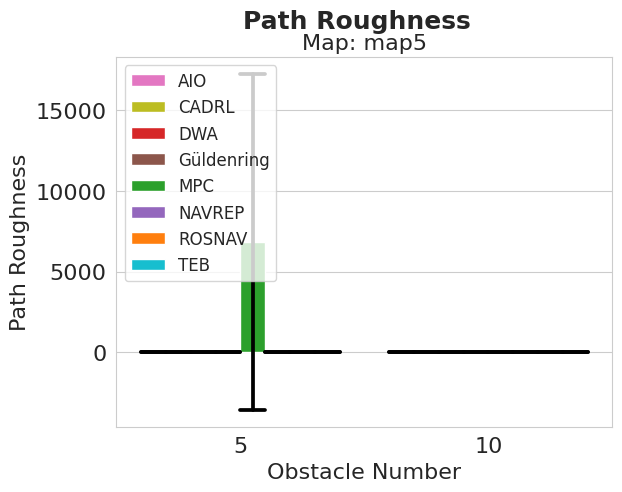 Path Roughness
Map: map5
AIO
CADRL
DWA
Güldenring
MPC
NAVREP
ROSNAV
TEB
15000
10000
5000
0
Path Roughness
5
10
Obstacle Number